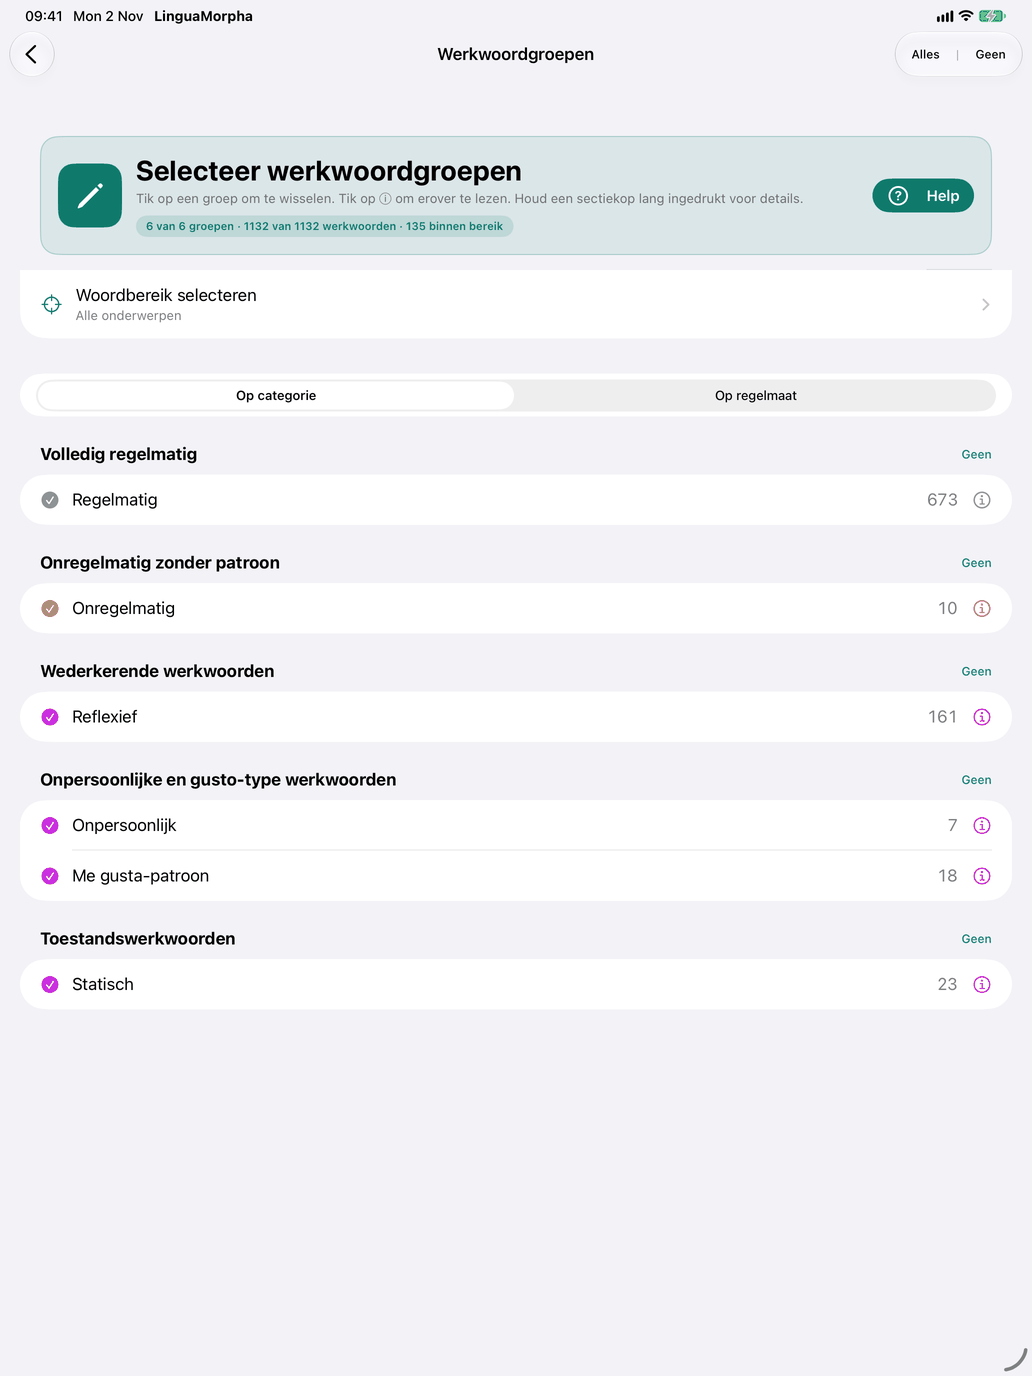 09:41 Mon 2 Nov LinguaMorpha
Werkwoordgroepen
Alles | Geen
Selecteer werkwoordgroepen
Tik op een groep om te wisselen. Tik op ⓘ om erover te lezen. Houd een sectiekop lang ingedrukt voor details.
6 van 6 groepen · 1132 van 1132 werkwoorden · 135 binnen bereik
Help
Woordbereik selecteren
Alle onderwerpen
Op categorie
Op regelmaat
Volledig regelmatig Geen
Regelmatig 673
Onregelmatig zonder patroon Geen
Onregelmatig 10
Wederkerende werkwoorden Geen
Reflexief 161
Onpersoonlijke en gusto-type werkwoorden Geen
Onpersoonlijk 7
Me gusta-patroon 18
Toestandswerkwoorden Geen
Statisch 23